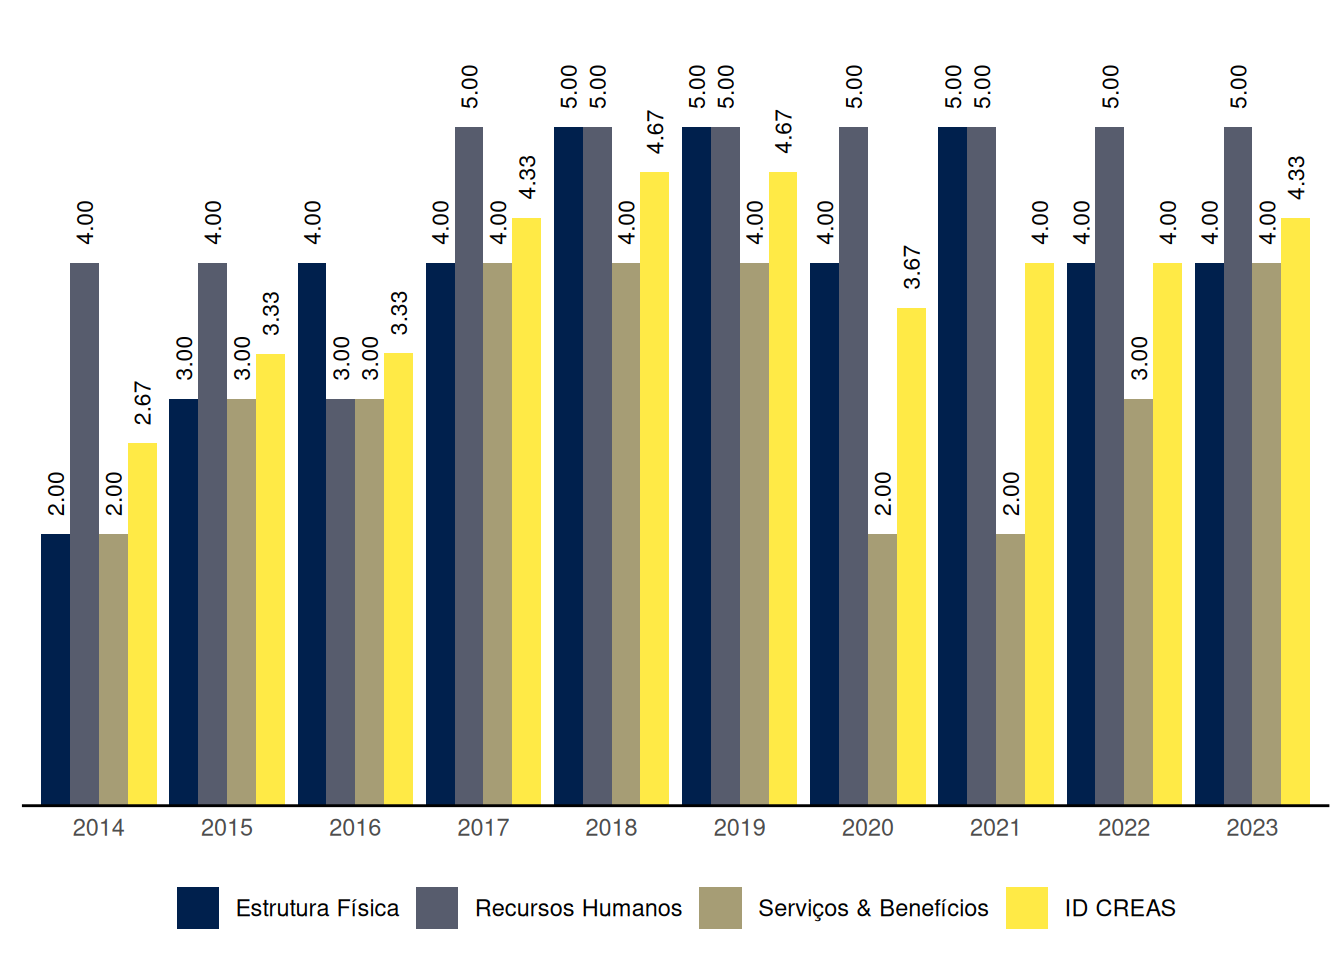 2.00 4.00 2.00 2.67 3.00 4.00 3.00 3.33 4.00 3.00 3.00 3.33 4.00 5.00 4.00 4.33 5.00 5.00 4.00 4.67 5.00 5.00 4.00 4.67 4.00 5.00 2.00 3.67 5.00 5.00 2.00 4.00 4.00 5.00 3.00 4.00 4.00 5.00 4.00 4.33
2014 2015 2016 2017 2018 2019 2020 2021 2022 2023
Estrutura Física Recursos Humanos Serviços & Benefícios ID CREAS